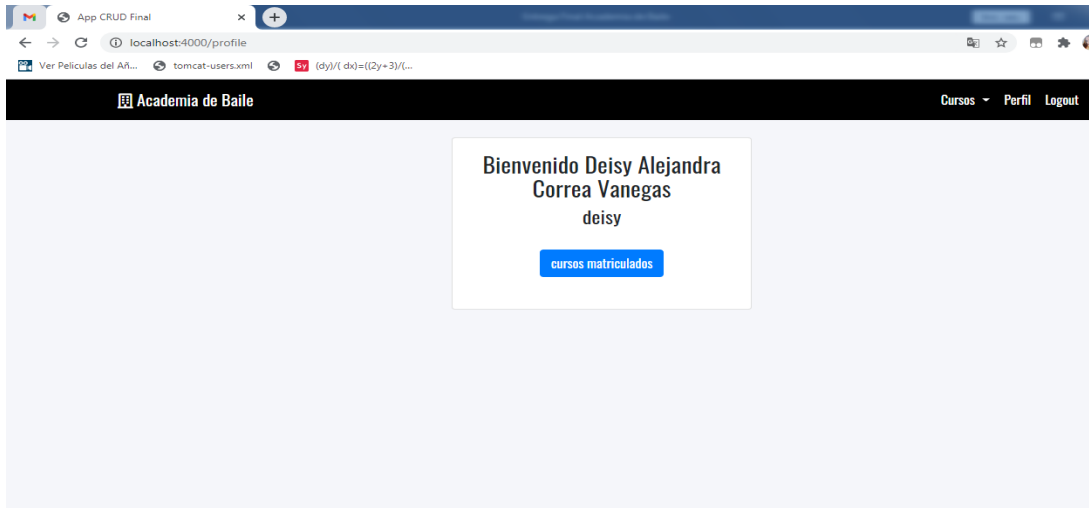 App CRUD Final
localhost:4000/profile
Ver Peliculas del Añ... tomcat-users.xml Sy (dy)/( dx)=((2y+3)/(...
Academia de Baile Cursos Perfil Logout
Bienvenido Deisy Alejandra
Correa Vanegas
deisy
cursos matriculados